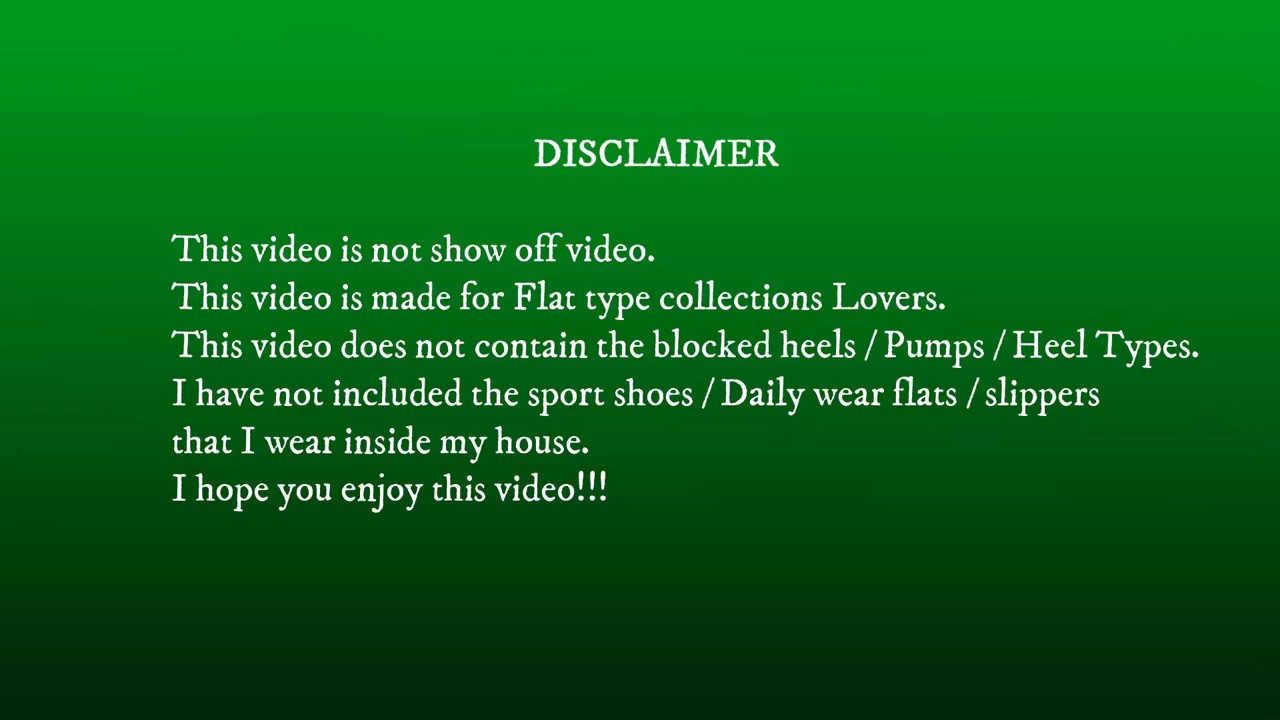 DISCLAIMER
This video is not show off video.
This video is made for Flat type collections Lovers.
This video does not contain the blocked heels / Pumps / Heel Types.
I have not included the sport shoes / Daily wear flats / slippers
that I wear inside my house.
I hope you enjoy this video!!!